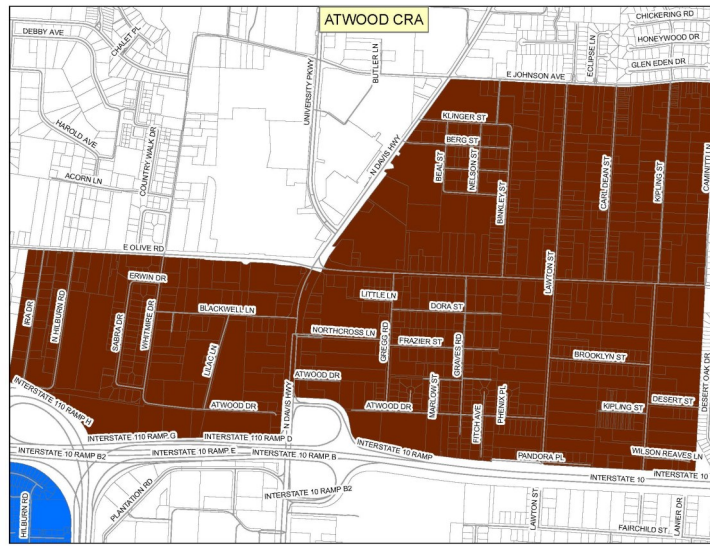 ATWOOD CRA
CHICKERING RD
HONEYWOOD DR
GLEN EDEN DR
ECLIPSE LN
DEBBY AVE
CHALET PL
UNIVERSITY PKWY
BUTLER LN
E JOHNSON AVE
HAROLD AVE
COUNTRY WALK DR
ACORN LN
N DAVIS HWY
KLINGER ST
BERG ST
BEAL ST
NELSON ST
BINKLEY ST
CARL DEAN ST
KIPLING ST
CAMINITTI LN
E OLIVE RD
LAWTON ST
ERWIN DR
IRA DR
N HILBURN RD
SABRA DR
WHITMIRE DR
BLACKWELL LN
LILAC LN
LITTLE LN
DORA ST
NORTHCROSS LN
GREGG RD
FRAZIER ST
GRAVES RD
BROOKLYN ST
DESERT OAK DR
ATWOOD DR
N DAVIS HWY
ATWOOD DR
ATWOOD DR
MARLOW ST
FITCH AVE
PHENIX PL
KIPLING ST
DESERT ST
INTERSTATE 110 RAMP H
INTERSTATE 110 RAMP G
INTERSTATE 10 RAMP D
INTERSTATE 10 RAMP
INTERSTATE 10 RAMP B2
INTERSTATE 10 RAMP E
INTERSTATE 10 RAMP B
PANDORA PL
WILSON REAVES LN
INTERSTATE 10
INTERSTATE 10
HILBURN RD
PLANTATION RD
INTERSTATE 10 RAMP B2
LAWTON ST
FAIRCHILD ST
LANIER DR